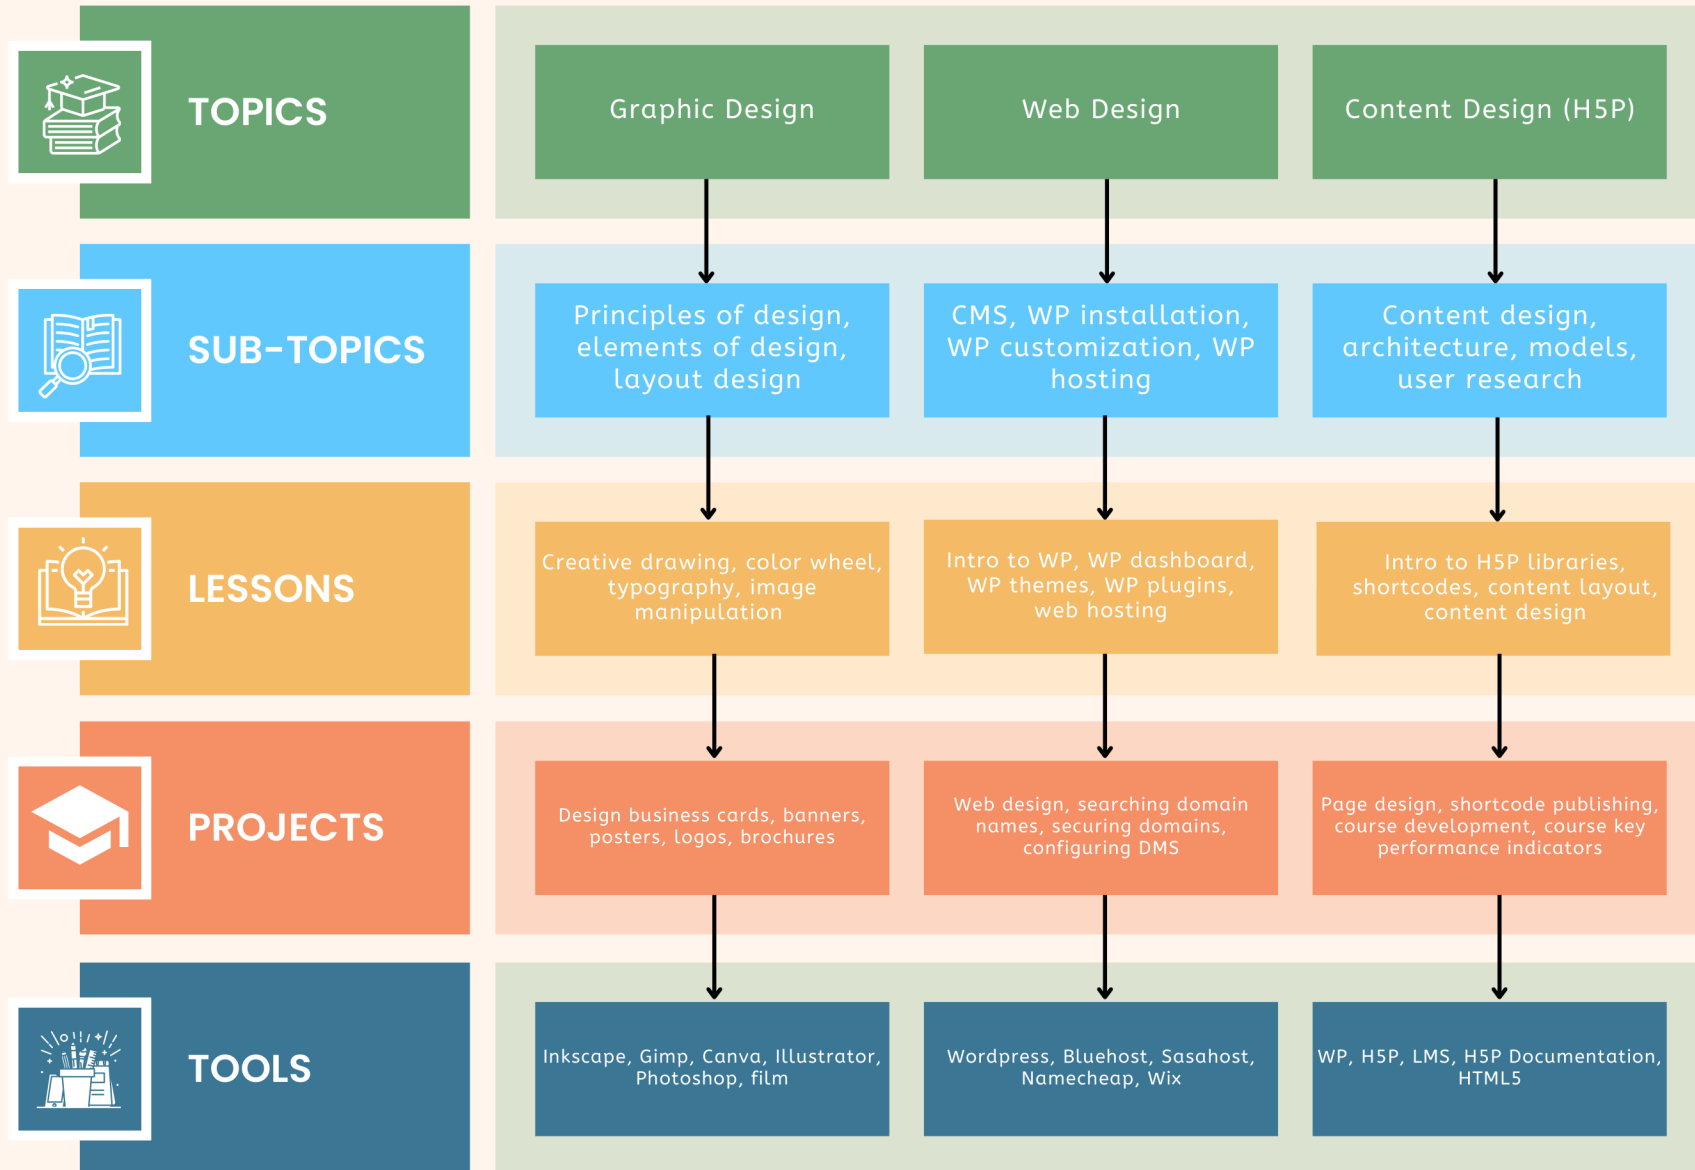 TOPICS
Graphic Design
Web Design
Content Design (H5P)
SUB-TOPICS
Principles of design,
elements of design,
layout design
CMS, WP installation,
WP customization, WP
hosting
Content design,
architecture, models,
user research
LESSONS
Creative drawing, color wheel,
typography, image
manipulation
Intro to WP, WP dashboard,
WP themes, WP plugins,
web hosting
Intro to H5P libraries,
shortcodes, content layout,
content design
PROJECTS
Design business cards, banners,
posters, logos, brochures
Web design, searching domain
names, securing domains,
configuring DMS
Page design, shortcode publishing,
course development, course key
performance indicators
TOOLS
Inkscape, Gimp, Canva, Illustrator,
Photoshop, film
Wordpress, Bluehost, Sasahost,
Namecheap, Wix
WP, H5P, LMS, H5P Documentation,
HTML5